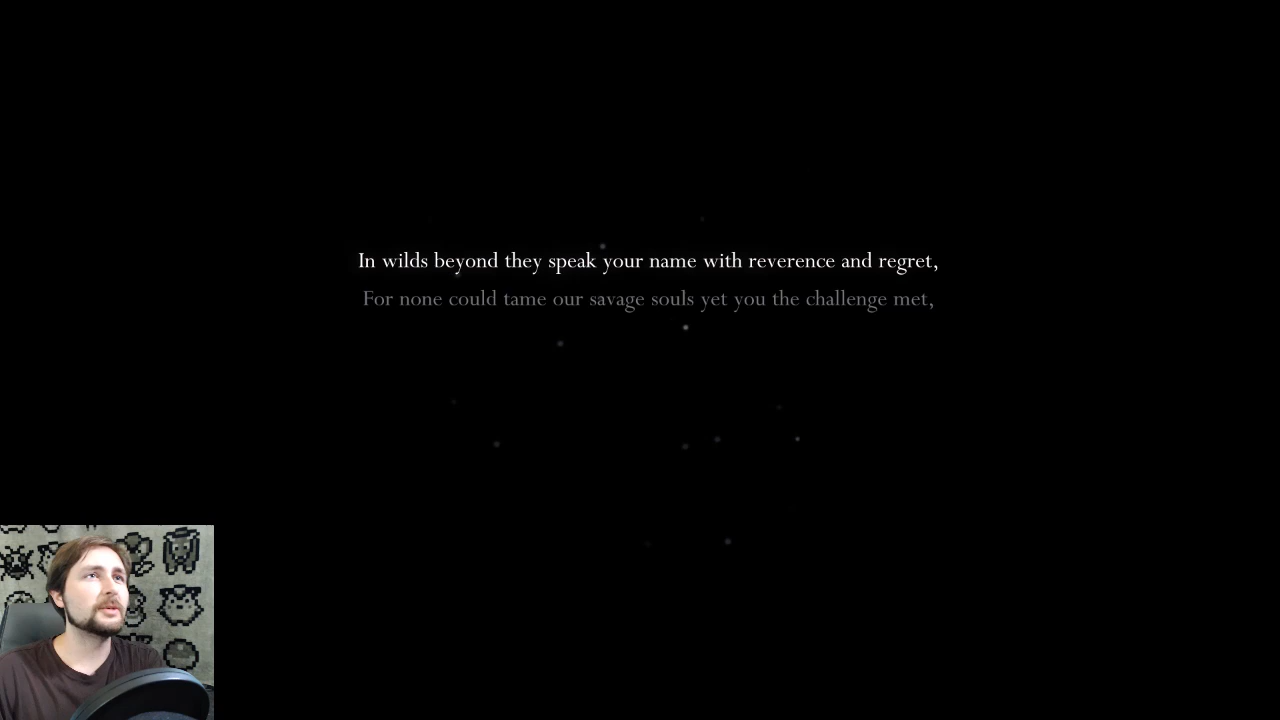 In wilds beyond they speak your name with reverence and regret,
For none could tame our savage souls yet you the challenge met,